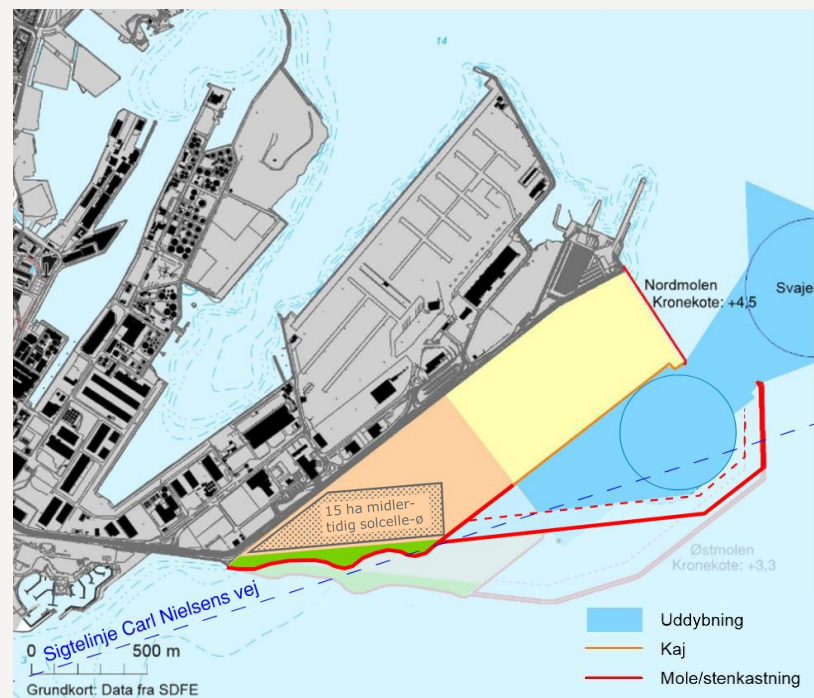 14
Nordmolen
Kronekote: +4,5
Svaje
15 ha midler-
tidig solcelle-ø
Østmolen
Kronekote: +3,3
Sigtelinje Carl Nielsens vej
0 500 m
3
Grundkort: Data fra SDFE
Uddybning
Kaj
Mole/stenkastning